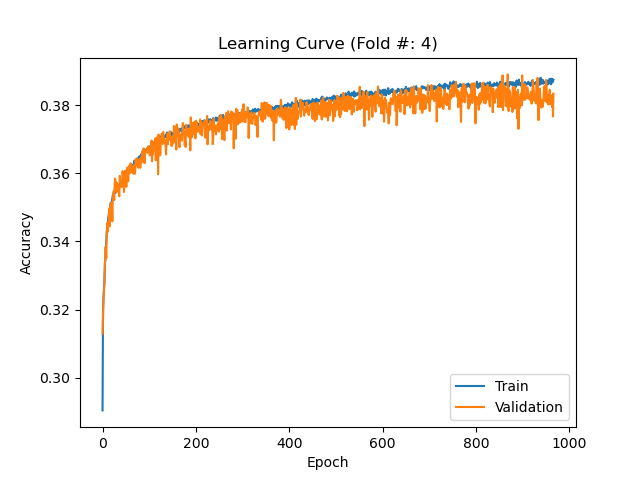 Learning Curve (Fold #: 4)
Accuracy
0.38
0.36
0.34
0.32
0.30
0
200
400
600
800
1000
Epoch
Train
Validation